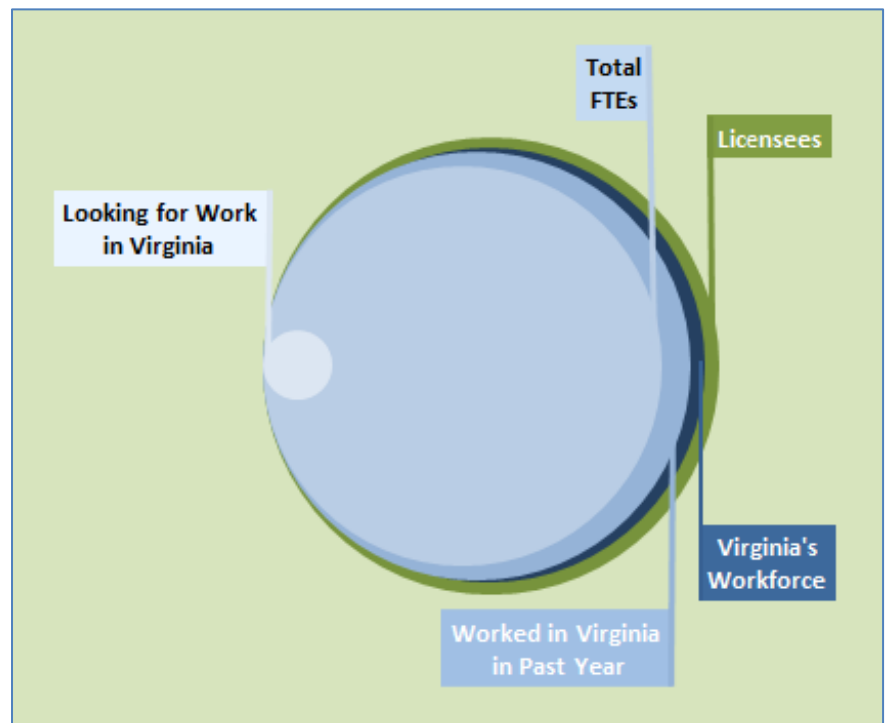 Total
FTEs
Licensees
Looking for Work
in Virginia
Virginia's
Workforce
Worked in Virginia
in Past Year